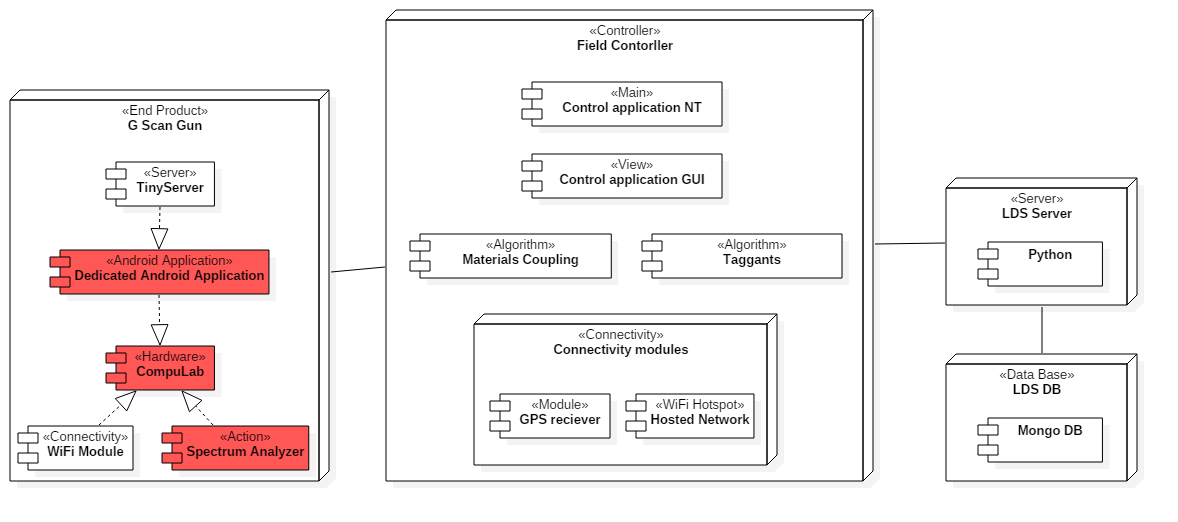 «End Product»
G Scan Gun
«Server»
TinyServer
«Android Application»
Dedicated Android Application
«Hardware»
CompuLab
«Connectivity»
WiFi Module
«Action»
Spectrum Analyzer
«Controller»
Field Contorller
«Main»
Control application NT
«View»
Control application GUI
«Algorithm»
Materials Coupling
«Algorithm»
Taggants
«Connectivity»
Connectivity modules
«Module»
GPS reciever
«WiFi Hotspot»
Hosted Network
«Server»
LDS Server
Python
«Data Base»
LDS DB
Mongo DB